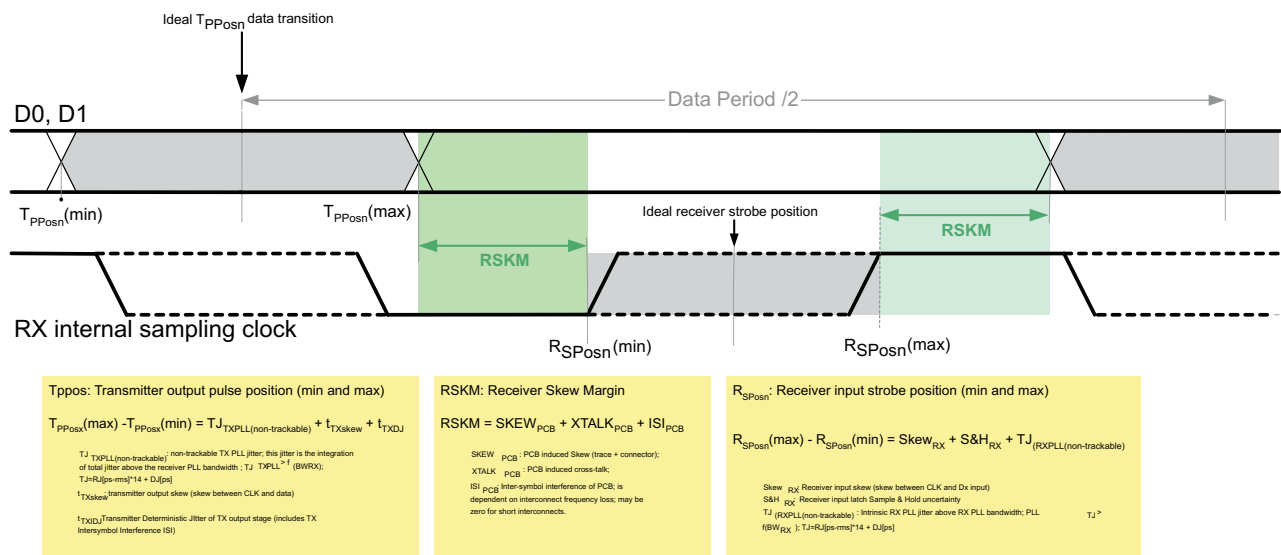 Ideal TPPosn data transition
Data Period /2
D0, D1
TPPosn(min)
TPPosn(max)
Ideal receiver strobe position
RSKM
RSKM
RX internal sampling clock
RSPosn(min)
RSPosn(max)
Tppos: Transmitter output pulse position (min and max)
TPPosx(max) -TPPosx(min) = TJTXPLL(non-trackable) + tTXskew + tTXDJ
TJ TXPLL(non-trackable): non-trackable TX PLL jitter; this jitter is the integration
of total jitter above the receiver PLL bandwidth ; TJ TXPLL> f (BWRX);
TJ=RJ[ps-rms]*14 + DJ[ps]
tTXskew: transmitter output skew (skew between CLK and data)
tTXIDJTransmitter Deterministic JItter of TX output stage (includes TX
Intersymbol Interference ISI)
RSKM: Receiver Skew Margin
RSKM = SKEWPCB + XTALKPCB + ISIPCB
SKEW PCB : PCB induced Skew (trace + connector);
XTALK PCB : PCB induced cross-talk;
ISI PCB: Inter-symbol interference of PCB; is
dependent on interconnect frequency loss; may be
zero for short interconnects.
RSPosn: Receiver input strobe position (min and max)
RSPosn(max) - RSPosn(min) = SkewRX + S&HRX + TJ(RXPLL(non-trackable)
Skew RX: Receiver input skew (skew between CLK and Dx input)
S&H RX: Receiver input latch Sample & Hold uncertainty
TJ (RXPLL(non-trackable) : Intrinsic RX PLL jitter above RX PLL bandwidth; PLL TJ >
f(BWRX ); TJ=RJ[ps-rms]*14 + DJ[ps]